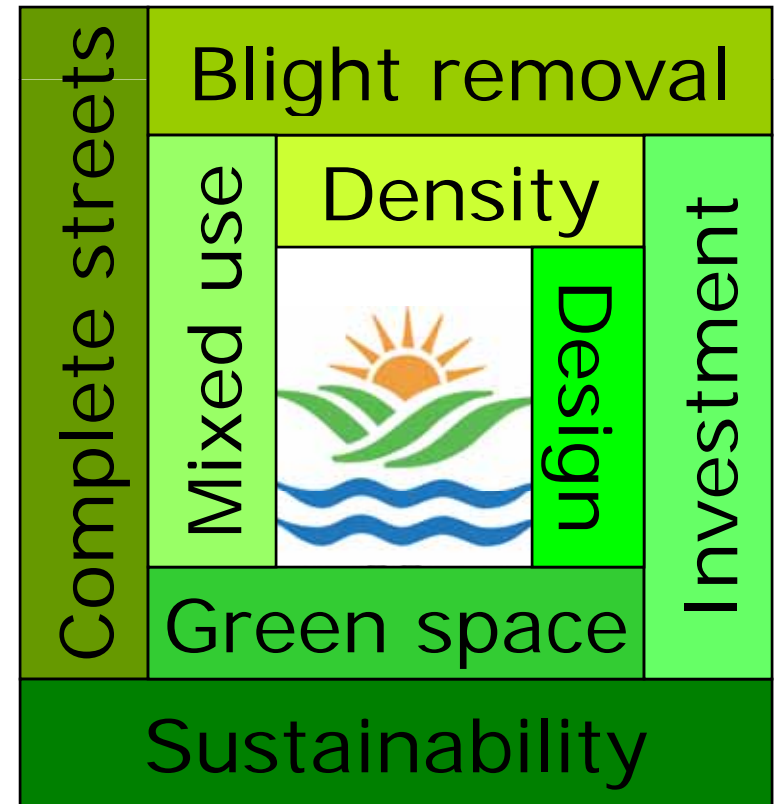 Complete streets
Blight removal
Mixed use
Density
Design
Investment
Green space
Sustainability